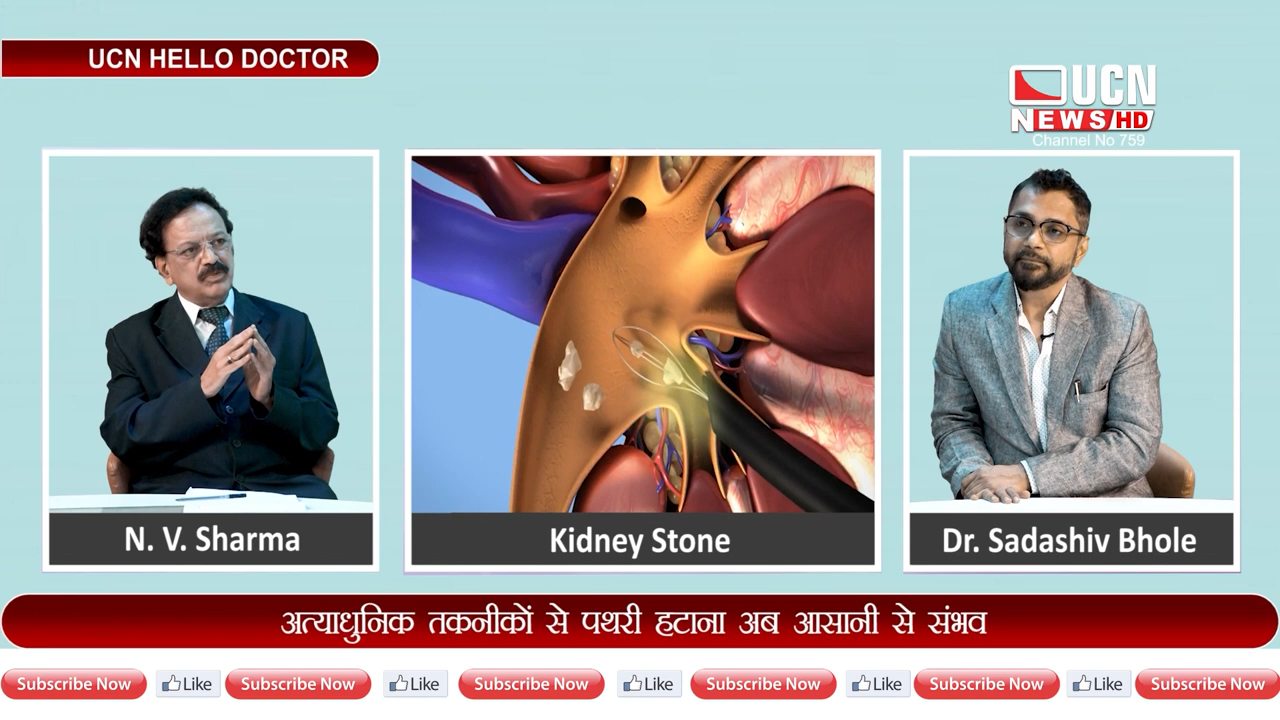 UCN HELLO DOCTOR
UCN
NEWS HD
Channel No 759
N. V. Sharma
Kidney Stone
Dr. Sadashiv Bhole
अत्याधुनिक तकनीकों से पथरी हटाना अब आसानी से संभव
Subscribe Now Like Subscribe Now Like Subscribe Now Like Subscribe Now Like Subscribe Now Like Subscribe Now